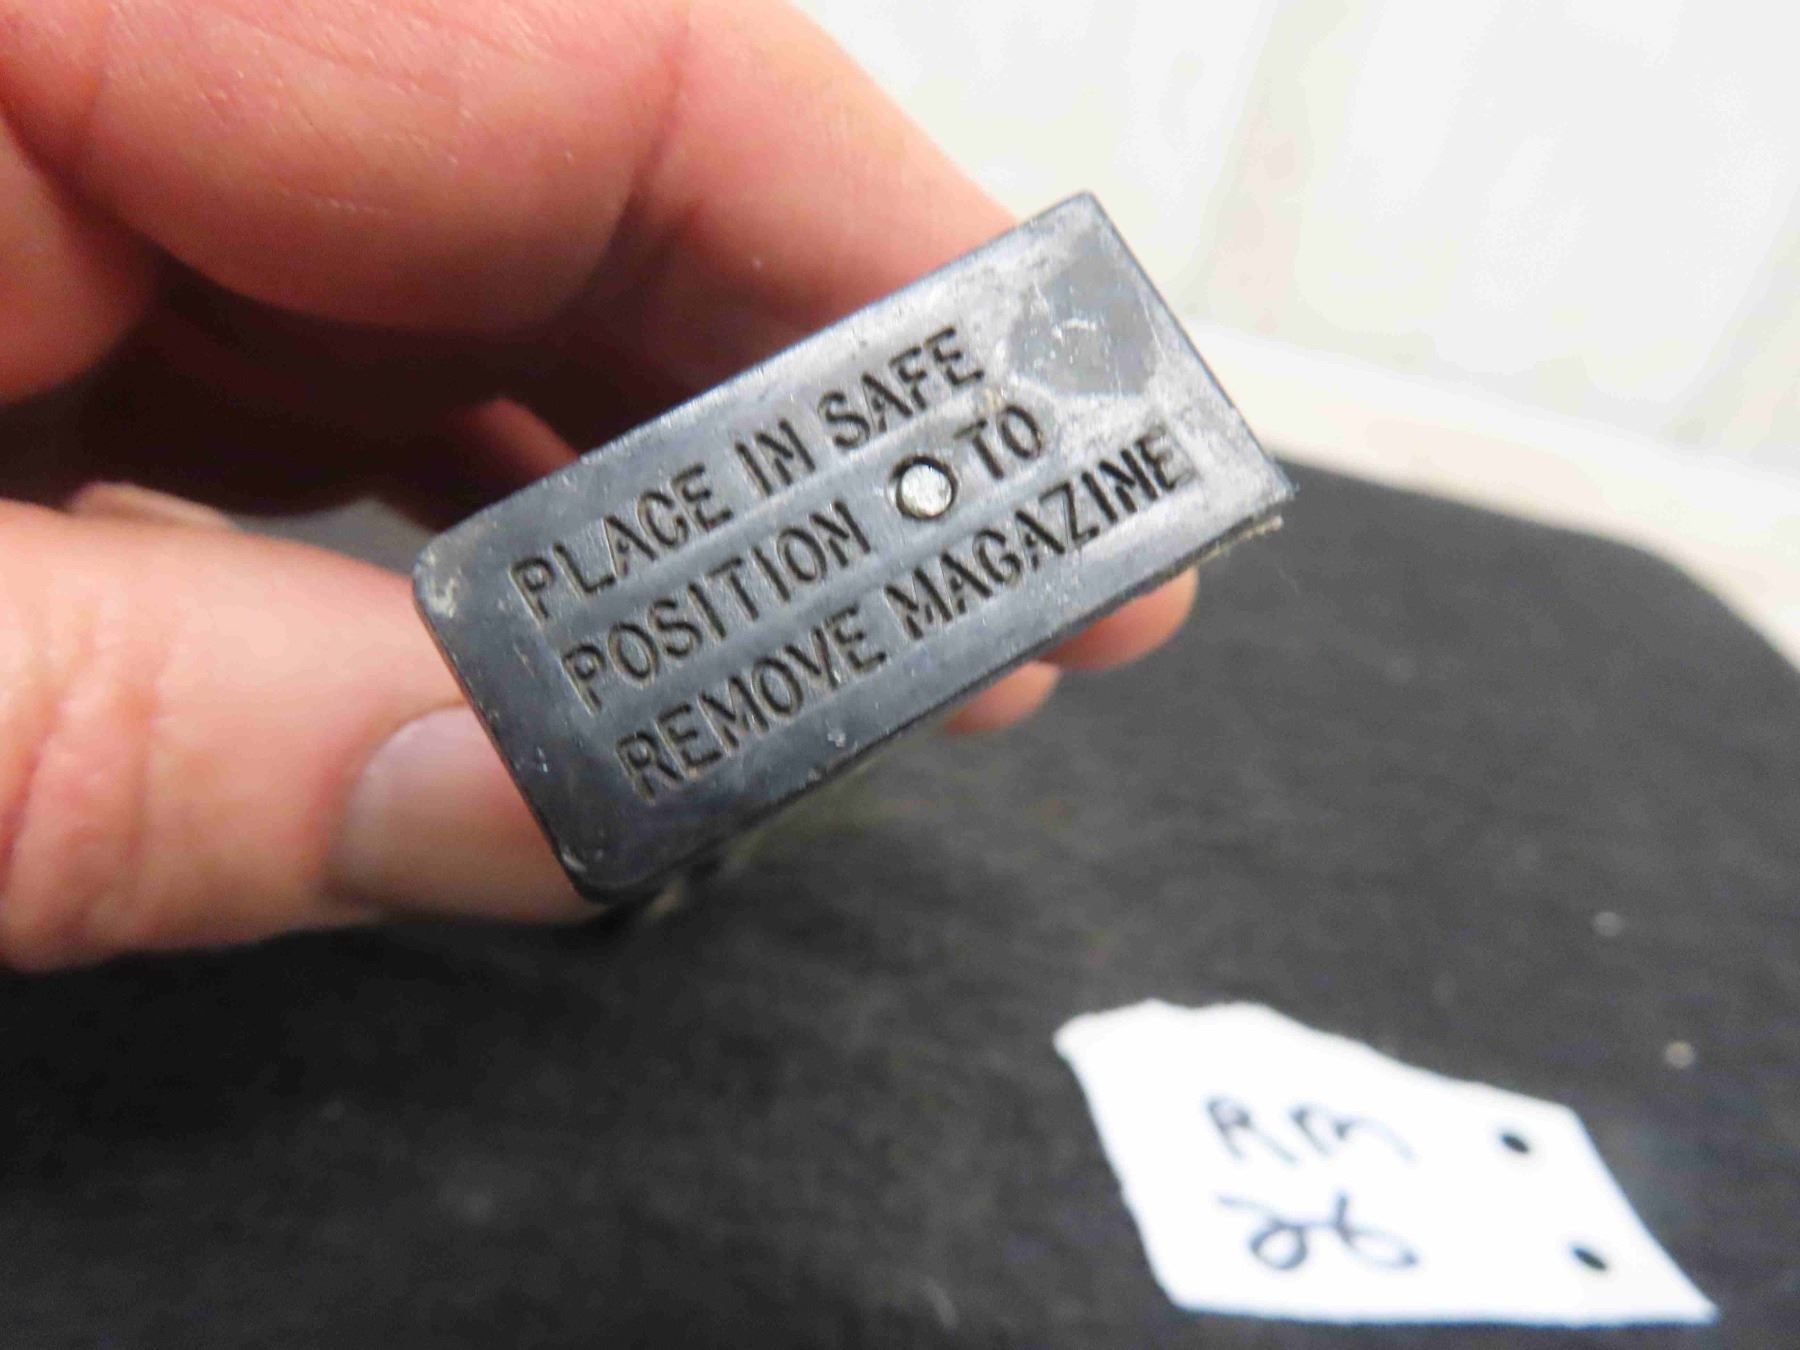 PLACE IN SAFE
POSITION TO
REMOVE MAGAZINE
RM
26